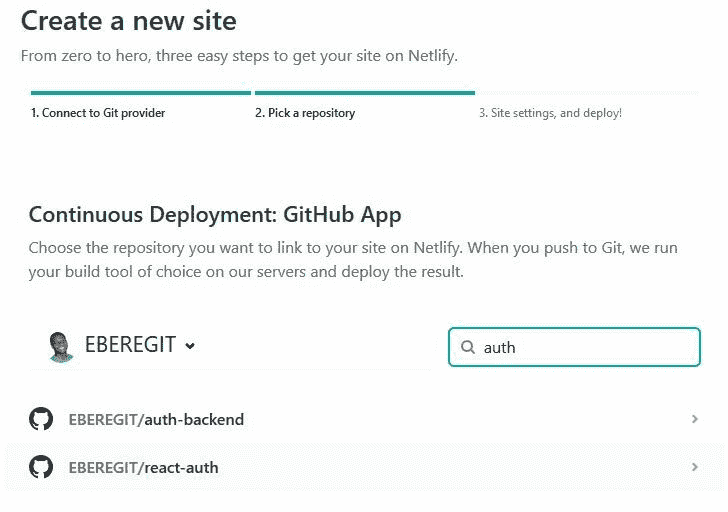 Create a new site
From zero to hero, three easy steps to get your site on Netlify.
1. Connect to Git provider
2. Pick a repository
3. Site settings, and deploy!
Continuous Deployment: GitHub App
Choose the repository you want to link to your site on Netlify. When you push to Git, we run
your build tool of choice on our servers and deploy the result.
EBEREGIT
auth
EBEREGIT/auth-backend
EBEREGIT/react-auth